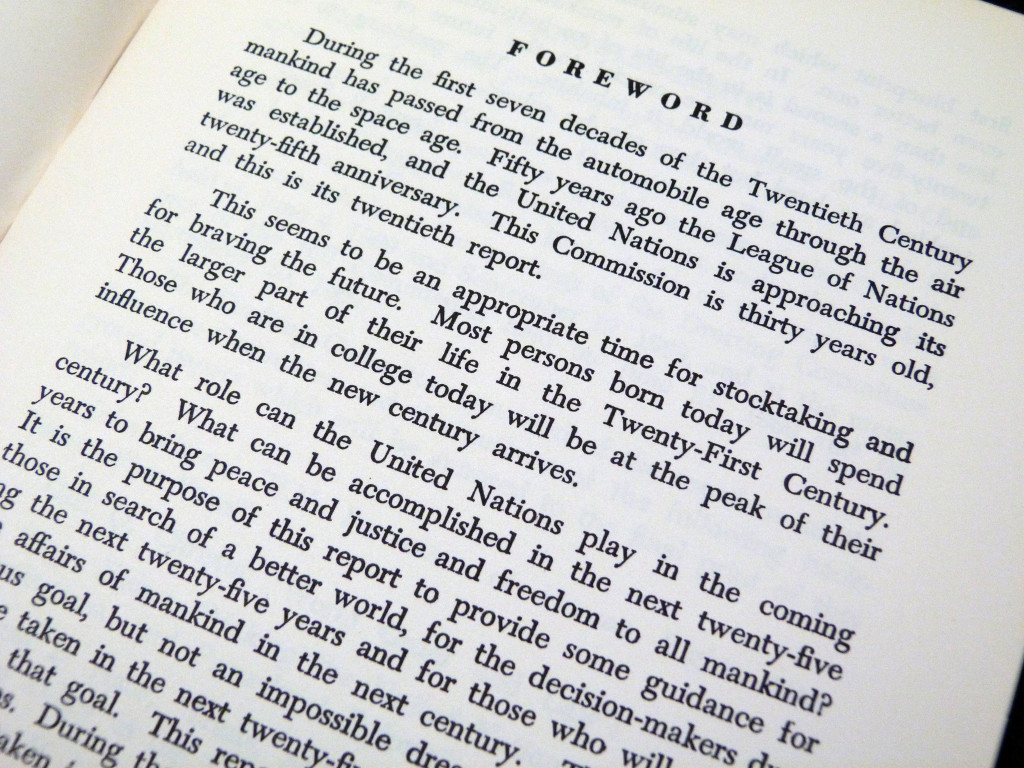 FOREWORD
During the first seven decades of the Twentieth Century
mankind has passed from the automobile age through the air
age to the space age. Fifty years ago the League of Nations
was established, and the United Nations is approaching its
twenty-fifth anniversary. This Commission is thirty years old,
and this is its twentieth report.
This seems to be an appropriate time for stocktaking and
for braving the future. Most persons born today will spend
the larger part of their life in the Twenty-First Century.
Those who are in college today will be at the peak of their
influence when the new century arrives.
What role can the United Nations play in the coming
century? What can be accomplished in the next twenty-five
years to bring peace and justice and freedom to all mankind?
It is the purpose of this report to provide some guidance for
those in search of a better world, for the decision-makers
the next twenty-five years and for those who will
affairs of mankind in the next century.
goal, but not an impossible
taken in the next
that goal. This
During